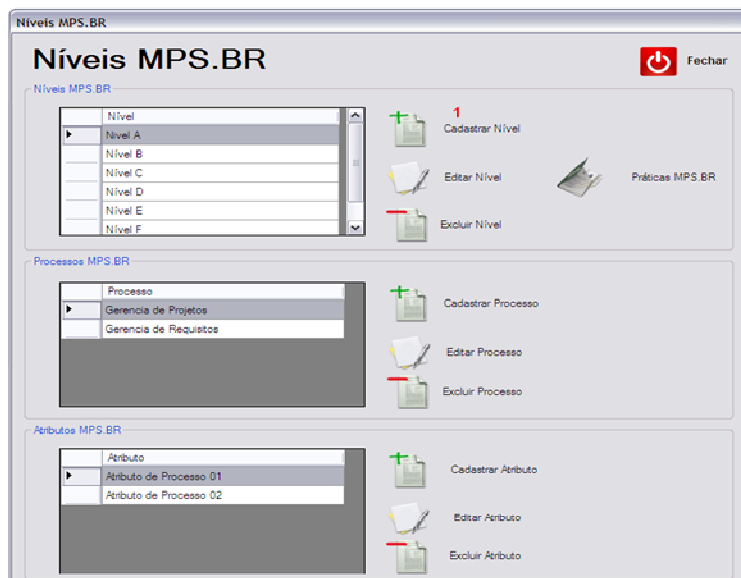 Níveis MPS.BR
Níveis MPS.BR
Fechar
Níveis MPS.BR
Nível
Nivel A
Nível B
Nível C
Nível D
Nível E
Nível F
1
Cadastrar Nível
Editar Nível
Práticas MPS.BR
Excluir Nível
Processos MPS.BR
Processo
Gerencia de Projetos
Gerencia de Requisitos
Cadastrar Processo
Editar Processo
Excluir Processo
Atributos MPS.BR
Atributo
Atributo de Processo 01
Atributo de Processo 02
Cadastrar Atributo
Editar Atributo
Excluir Atributo